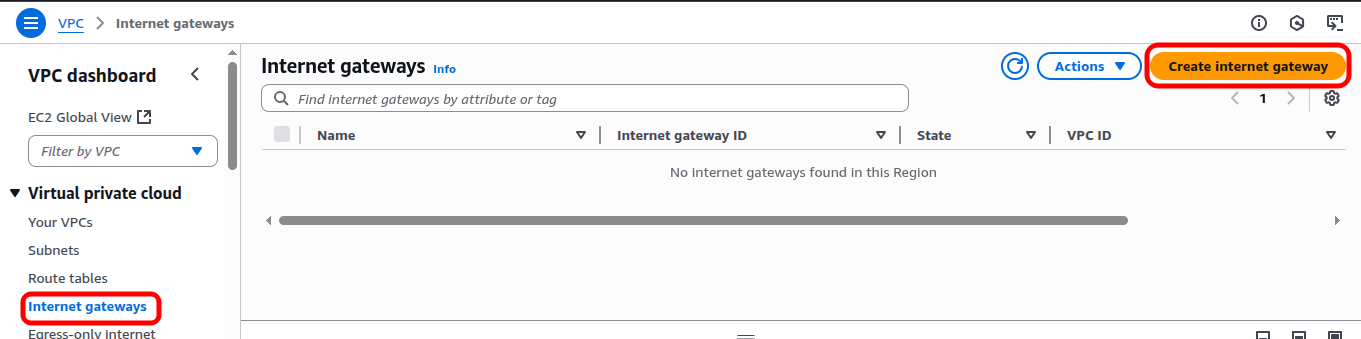 VPC > Internet gateways
VPC dashboard
EC2 Global View
Filter by VPC
Virtual private cloud
Your VPCs
Subnets
Route tables
Internet gateways
Egress-only internet
Internet gateways Info
Actions
Create internet gateway
Find internet gateways by attribute or tag
1
Name Internet gateway ID State VPC ID
No internet gateways found in this Region